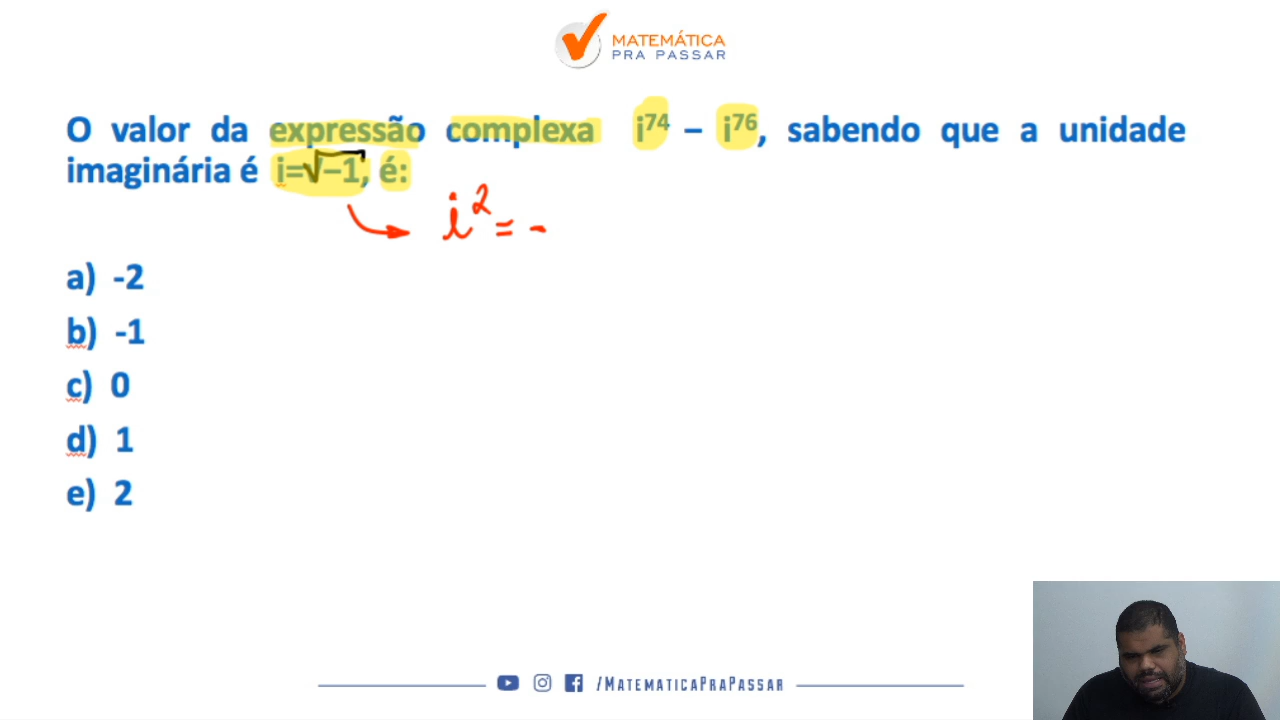 MATEMÁTICA
PRA PASSAR
O valor da expressão complexa i⁷⁴ – i⁷⁶, sabendo que a unidade
imaginária é i=√–1, é:
i² = -
a) -2
b) -1
c) 0
d) 1
e) 2
/MATEMATICAPRAPASSAR